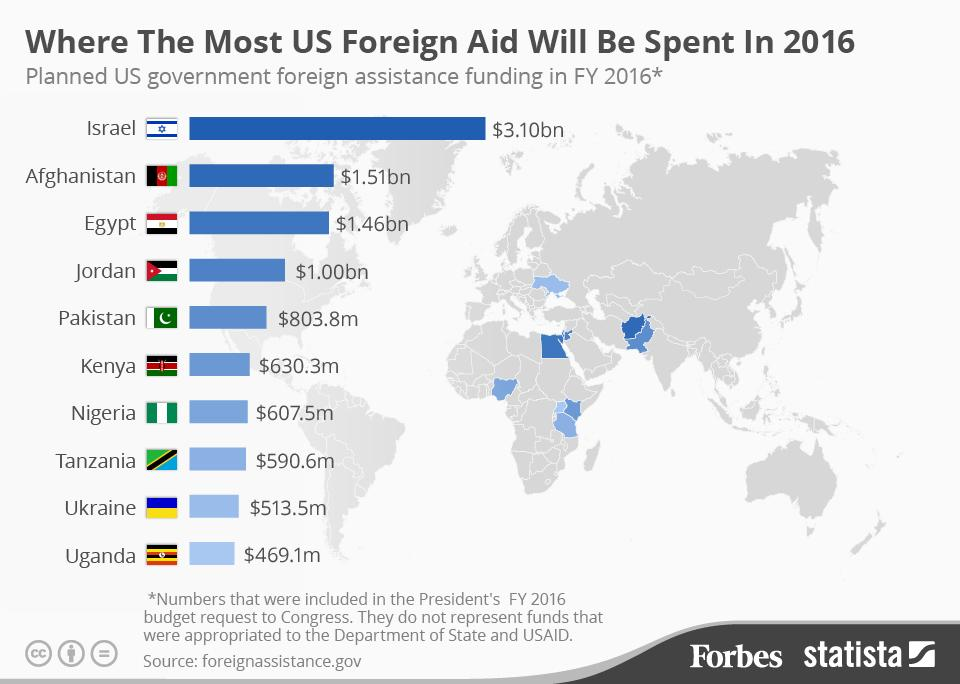 Where The Most US Foreign Aid Will Be Spent In 2016
Planned US government foreign assistance funding in FY 2016*
Israel $3.10bn
Afghanistan $1.51bn
Egypt $1.46bn
Jordan $1.00bn
Pakistan $803.8m
Kenya $630.3m
Nigeria $607.5m
Tanzania $590.6m
Ukraine $513.5m
Uganda $469.1m
*Numbers that were included in the President's FY 2016
budget request to Congress. They do not represent funds that
were appropriated to the Department of State and USAID.
Source: foreignassistance.gov
cc
Forbes statista